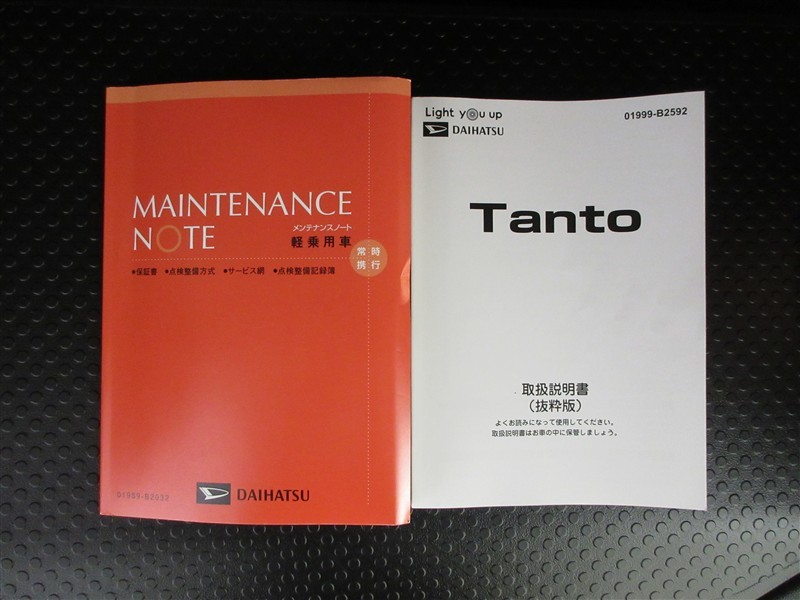 MAINTENANCE
NOTE
メンテナンスノート
軽乗用車
常時
携行
●保証書 ●点検整備方式 ●サービス網 ●点検整備記録簿
DAIHATSU
Light you up
DAIHATSU
01999-B2592
Tanto
取扱説明書
(抜粋版)
よくお読みになって使用してください。
取扱説明書はお車の中に保管しましょう。